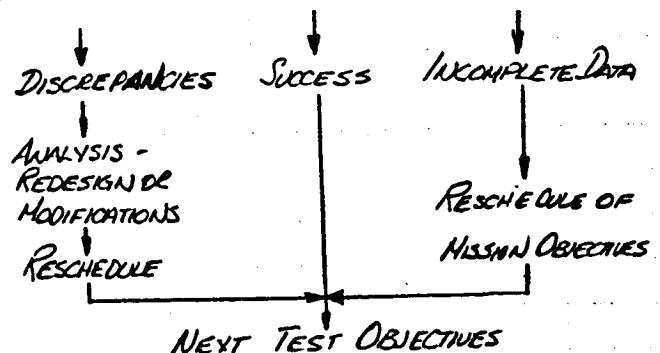 DISCREPANCIES
SUCCESS
INCOMPLETE DATA
ANALYSIS -
REDESIGN OR
MODIFICATIONS
RESCHEDULE
RESCHEDULE OF
MISSION OBJECTIVES
NEXT TEST OBJECTIVES